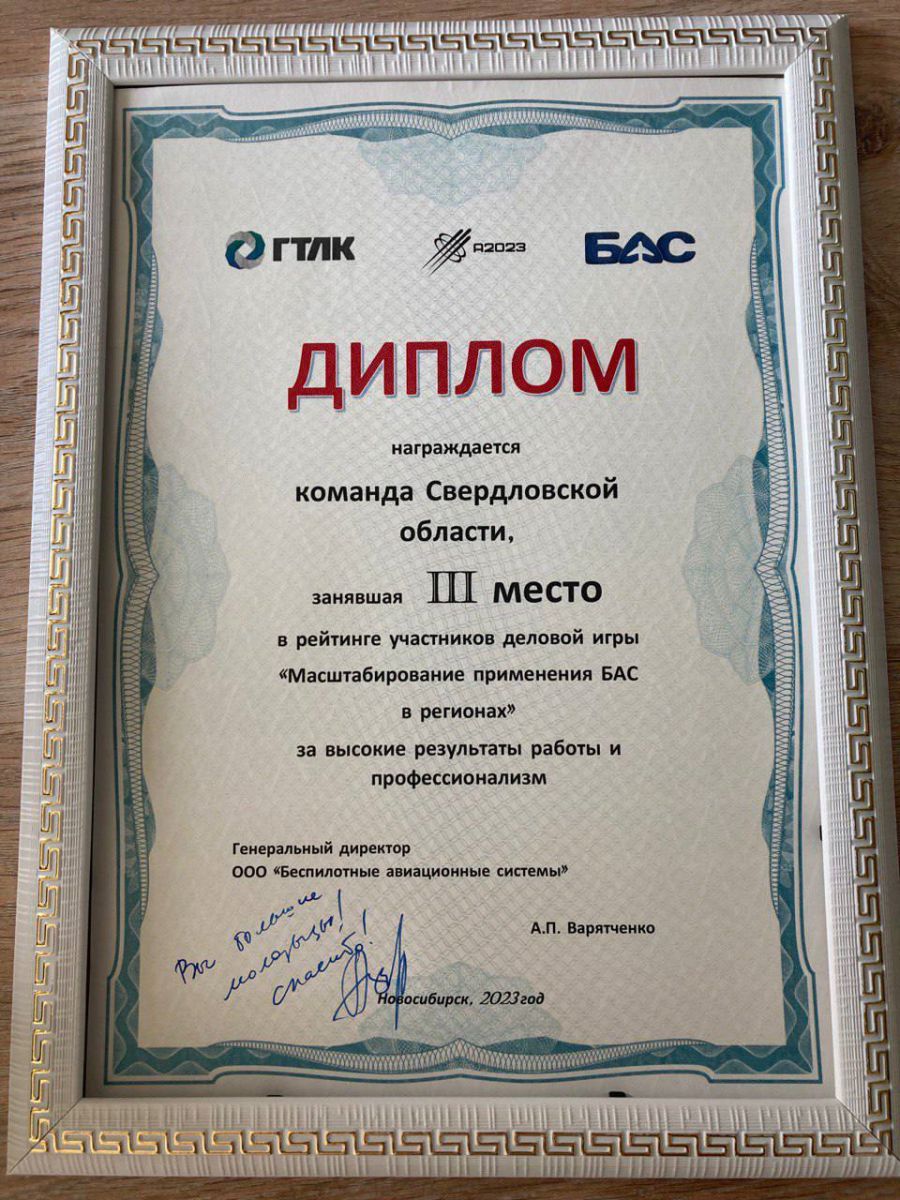 ГТЛК
А2023
БАС
ДИПЛОМ
награждается
команда Свердловской
области,
занявшая III место
в рейтинге участников деловой игры
«Масштабирование применения БАС
в регионах»
за высокие результаты работы и
профессионализм
Генеральный директор
ООО «Беспилотные авиационные системы»
Вы большие
молодцы!
спасибо!
А.П. Варятченко
Новосибирск, 2023год